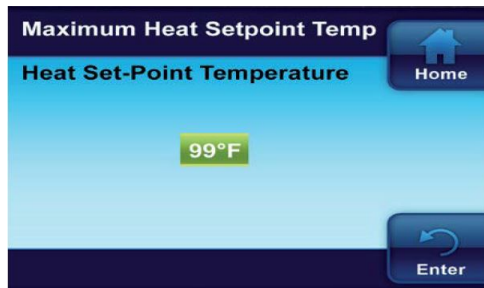 Maximum Heat Setpoint Temp
Heat Set-Point Temperature
Home
99°F
Enter